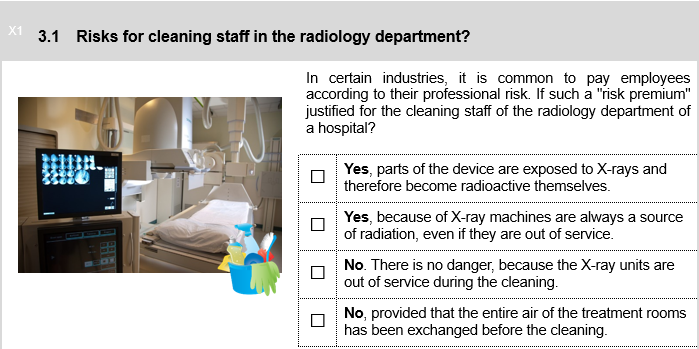 X1
3.1 Risks for cleaning staff in the radiology department?
In certain industries, it is common to pay employees
according to their professional risk. If such a "risk premium"
justified for the cleaning staff of the radiology department of
a hospital?
Yes, parts of the device are exposed to X-rays and
therefore become radioactive themselves.
Yes, because of X-ray machines are always a source
of radiation, even if they are out of service.
No. There is no danger, because the X-ray units are
out of service during the cleaning.
No, provided that the entire air of the treatment rooms
has been exchanged before the cleaning.